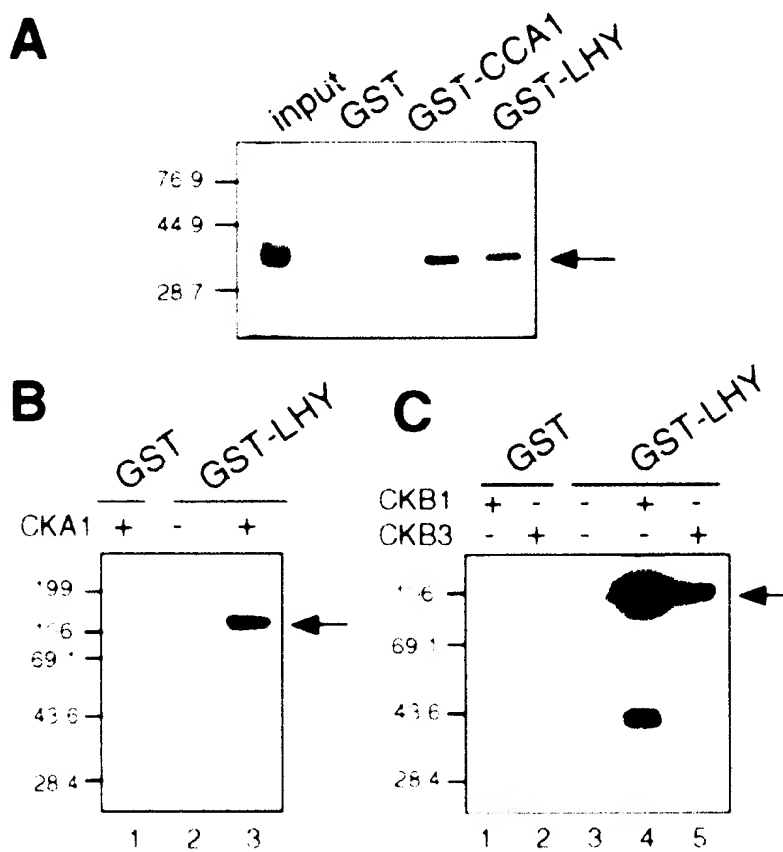 A
input GST GST-CCA1 GST-LHY
76.9
44.9
28.7
B
GST GST-LHY
CKA1 + - +
69.1
43.6
28.4
1 2 3
C
GST GST-LHY
CKB1 + - - + -
CKB3 - + - - +
69.1
43.6
28.4
1 2 3 4 5